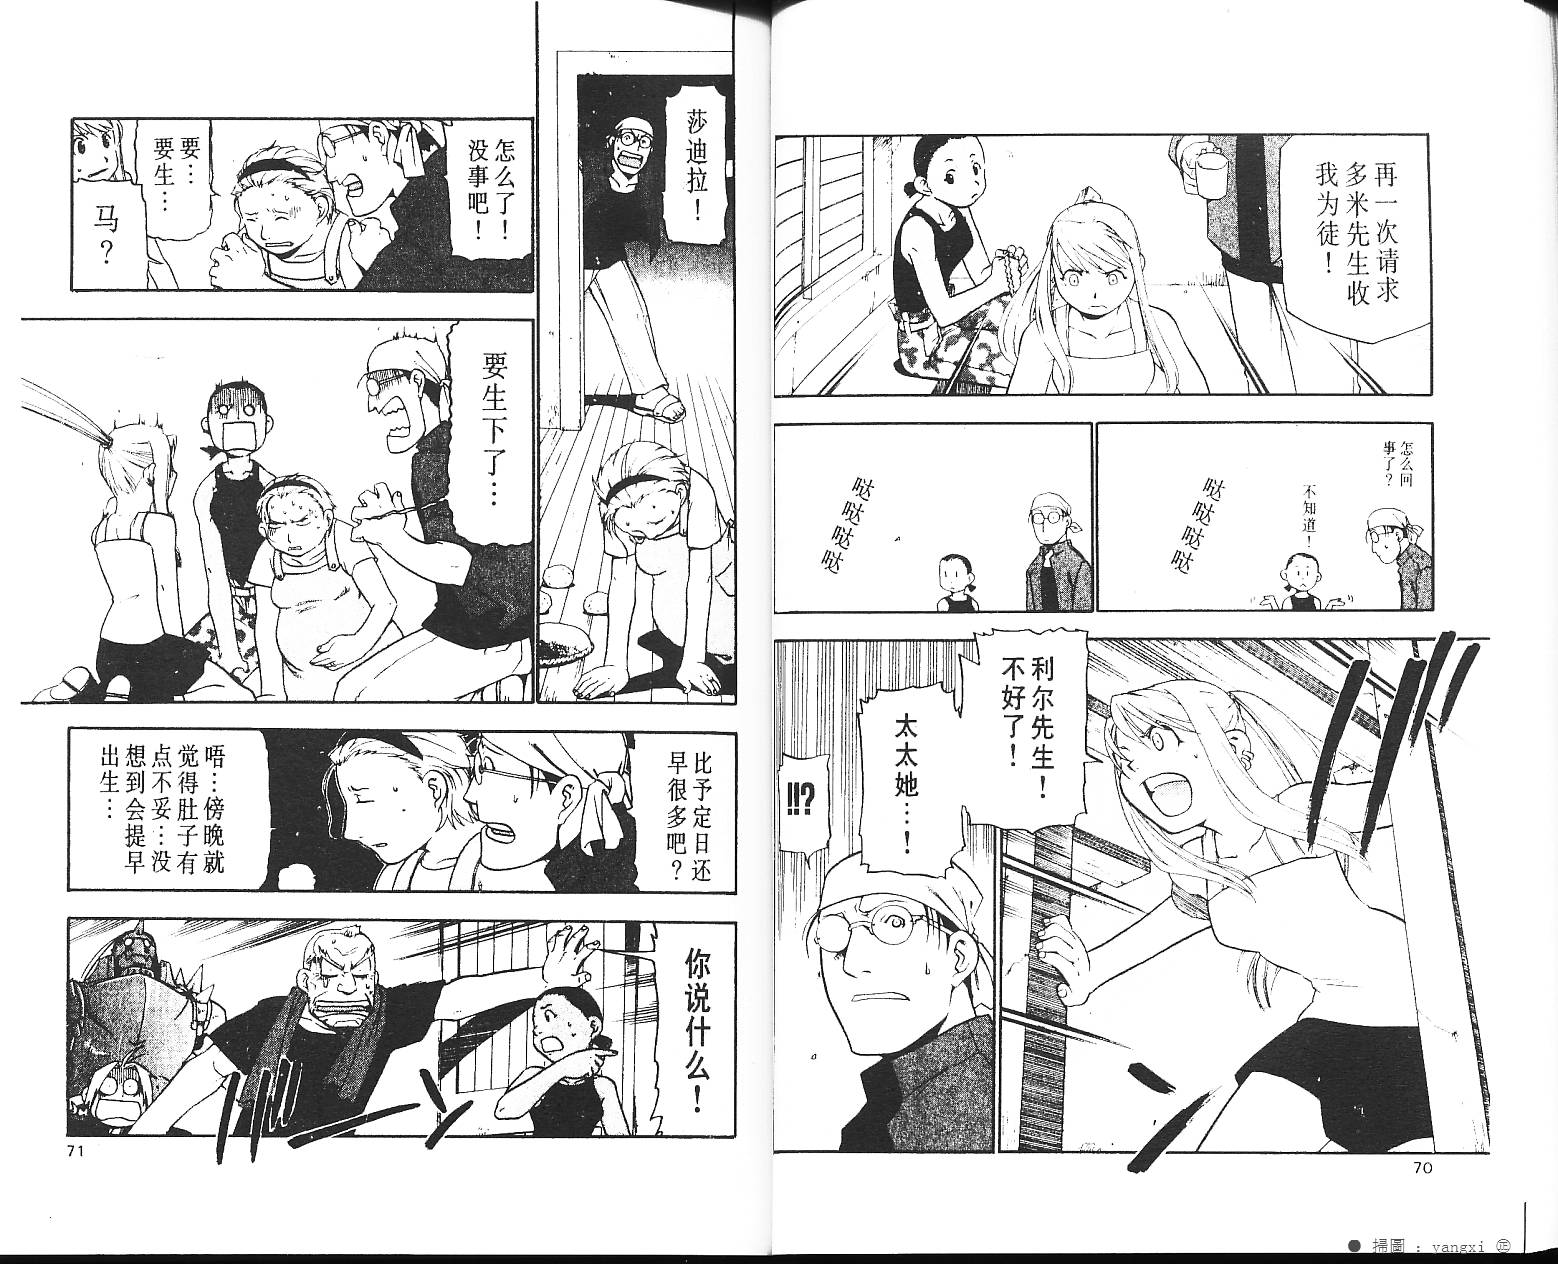 再一次请求
多米先生收
我为徒！
怎么问
事了？
不知道！
哒哒哒哒
哒哒哒哒
利尔先生！
不好了！
太太她…！
!!?
70
莎迪拉！
怎么了！
没事吧！
要…
要生…
马？
要生下了…
比予定日还
早很多吧？
唔…傍晚就
觉得肚子有
点不妥…没
想到会提早
出生…
你说什么！
71
● 掃圖 : yangxi ㊣